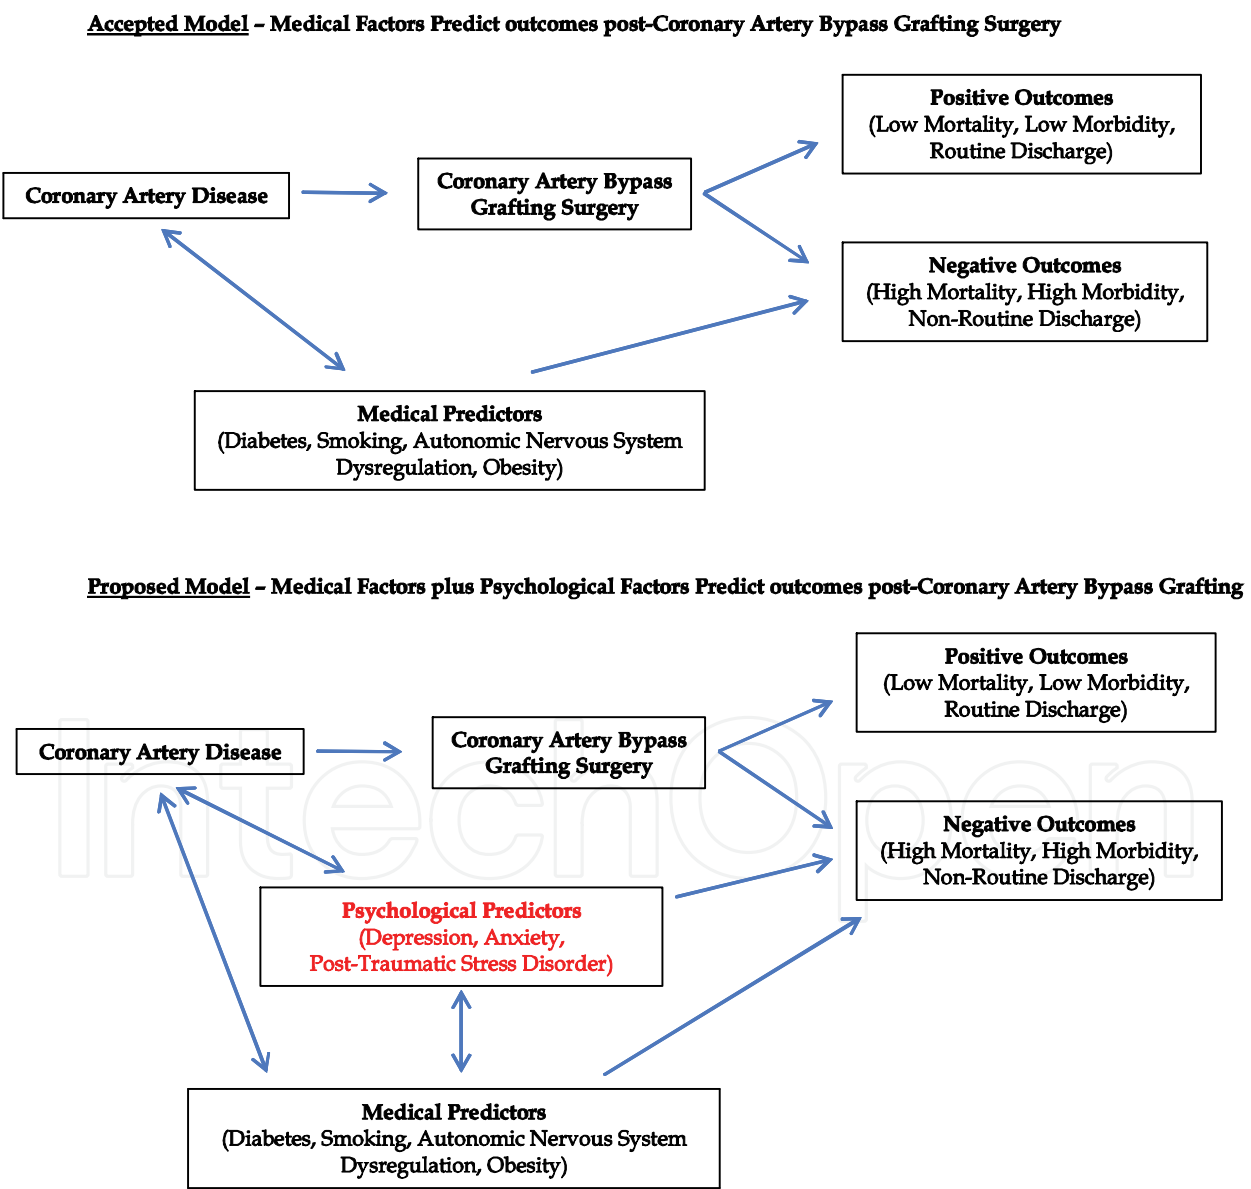 Accepted Model – Medical Factors Predict outcomes post-Coronary Artery Bypass Grafting Surgery
Positive Outcomes
(Low Mortality, Low Morbidity,
Routine Discharge)
Coronary Artery Disease
Coronary Artery Bypass
Grafting Surgery
Negative Outcomes
(High Mortality, High Morbidity,
Non-Routine Discharge)
Medical Predictors
(Diabetes, Smoking, Autonomic Nervous System
Dysregulation, Obesity)
Proposed Model – Medical Factors plus Psychological Factors Predict outcomes post-Coronary Artery Bypass Grafting
Positive Outcomes
(Low Mortality, Low Morbidity,
Routine Discharge)
Coronary Artery Disease
Coronary Artery Bypass
Grafting Surgery
Negative Outcomes
(High Mortality, High Morbidity,
Non-Routine Discharge)
Psychological Predictors
(Depression, Anxiety,
Post-Traumatic Stress Disorder)
Medical Predictors
(Diabetes, Smoking, Autonomic Nervous System
Dysregulation, Obesity)
IntechOpen